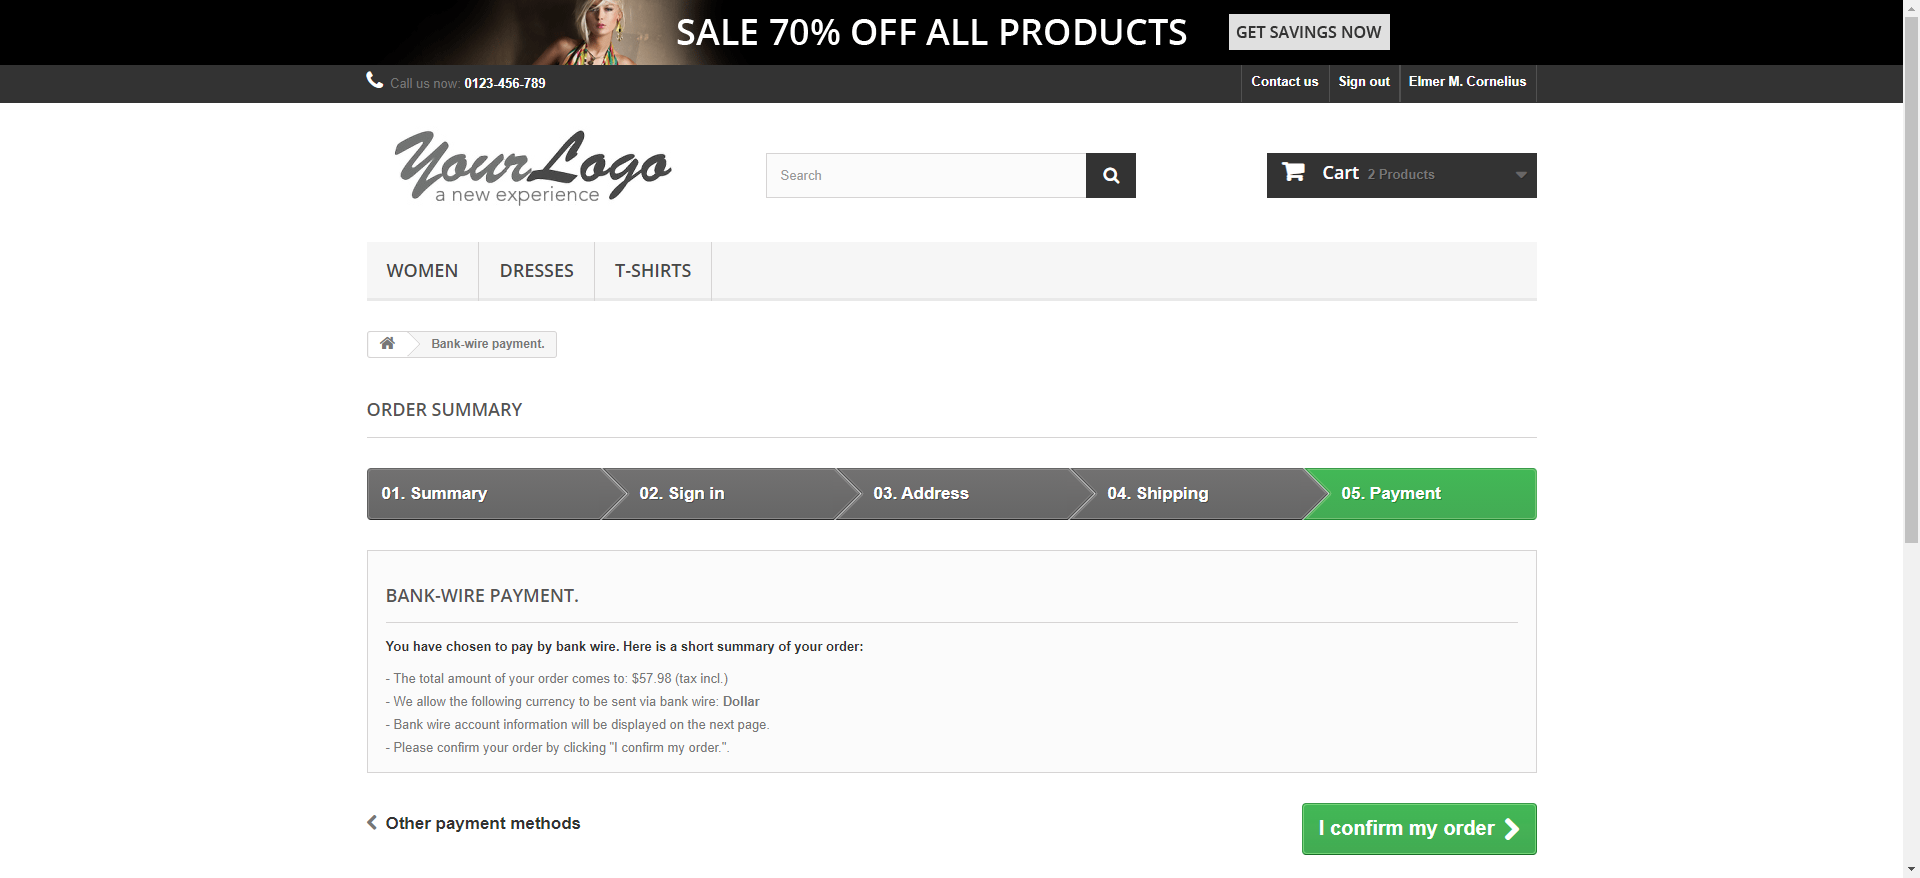 SALE 70% OFF ALL PRODUCTS GET SAVINGS NOW
Call us now: 0123-456-789 Contact us Sign out Elmer M. Cornelius
YourLogo
a new experience
Search
Cart 2 Products
WOMEN DRESSES T-SHIRTS
Bank-wire payment.
ORDER SUMMARY
01. Summary 02. Sign in 03. Address 04. Shipping 05. Payment
BANK-WIRE PAYMENT.
You have chosen to pay by bank wire. Here is a short summary of your order:
- The total amount of your order comes to: $57.98 (tax incl.)
- We allow the following currency to be sent via bank wire: Dollar
- Bank wire account information will be displayed on the next page.
- Please confirm your order by clicking "I confirm my order.".
Other payment methods I confirm my order